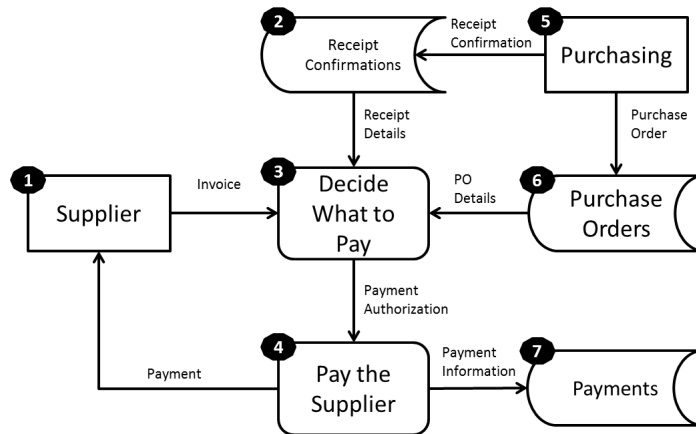 2
Receipt
Confirmations
Receipt
Confirmation
5
Purchasing
Receipt
Details
Purchase
Order
1
Supplier
Invoice
3
Decide
What to
Pay
PO
Details
6
Purchase
Orders
Payment
Authorization
4
Pay the
Supplier
Payment
Payment
Information
7
Payments